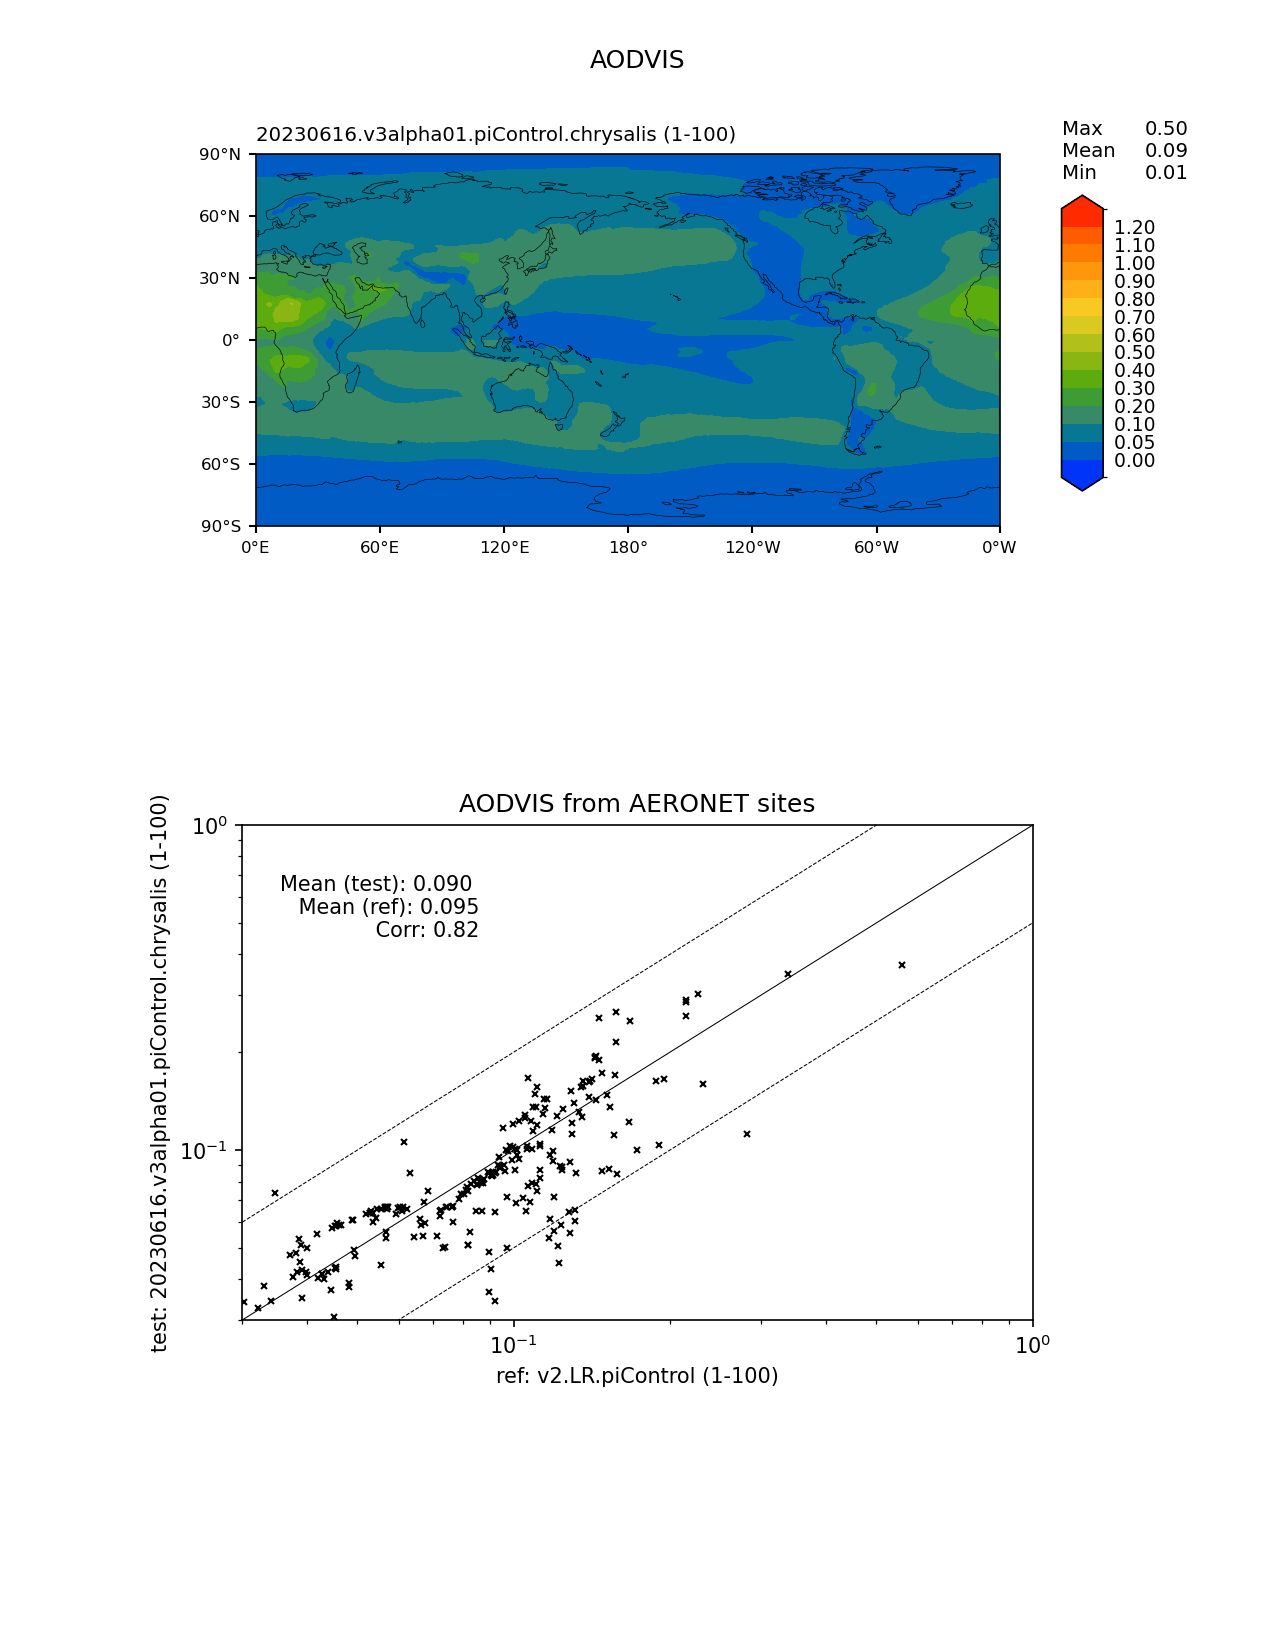 AODVIS
20230616.v3alpha01.piControl.chrysalis (1-100)
Max 0.50
Mean 0.09
Min 0.01
90°N
60°N
30°N
0°
30°S
60°S
90°S
0°E 60°E 120°E 180° 120°W 60°W 0°W
1.20
1.10
1.00
0.90
0.80
0.70
0.60
0.50
0.40
0.30
0.20
0.10
0.05
0.00
AODVIS from AERONET sites
test: 20230616.v3alpha01.piControl.chrysalis (1-100)
10⁰
10⁻¹
Mean (test): 0.090
Mean (ref): 0.095
Corr: 0.82
10⁻¹ 10⁰
ref: v2.LR.piControl (1-100)